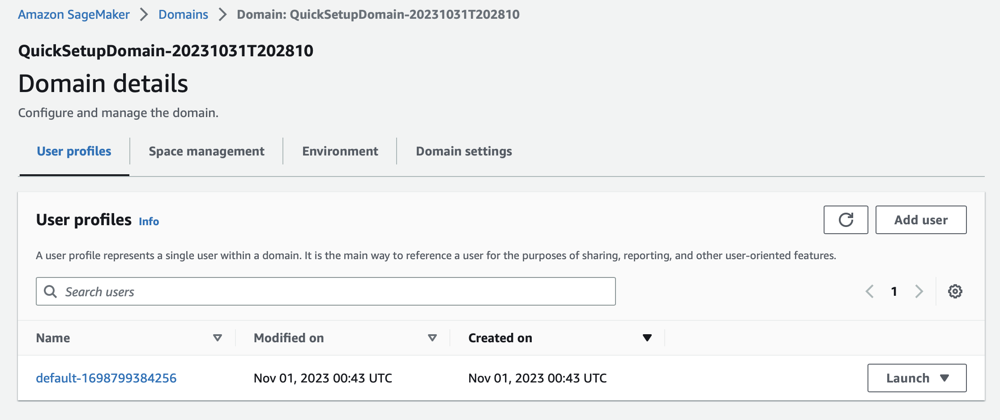 Amazon SageMaker > Domains > Domain: QuickSetupDomain-20231031T202810
QuickSetupDomain-20231031T202810
Domain details
Configure and manage the domain.
User profiles Space management Environment Domain settings
User profiles Info
Add user
A user profile represents a single user within a domain. It is the main way to reference a user for the purposes of sharing, reporting, and other user-oriented features.
Search users
1
Name Modified on Created on
default-1698799384256 Nov 01, 2023 00:43 UTC Nov 01, 2023 00:43 UTC Launch